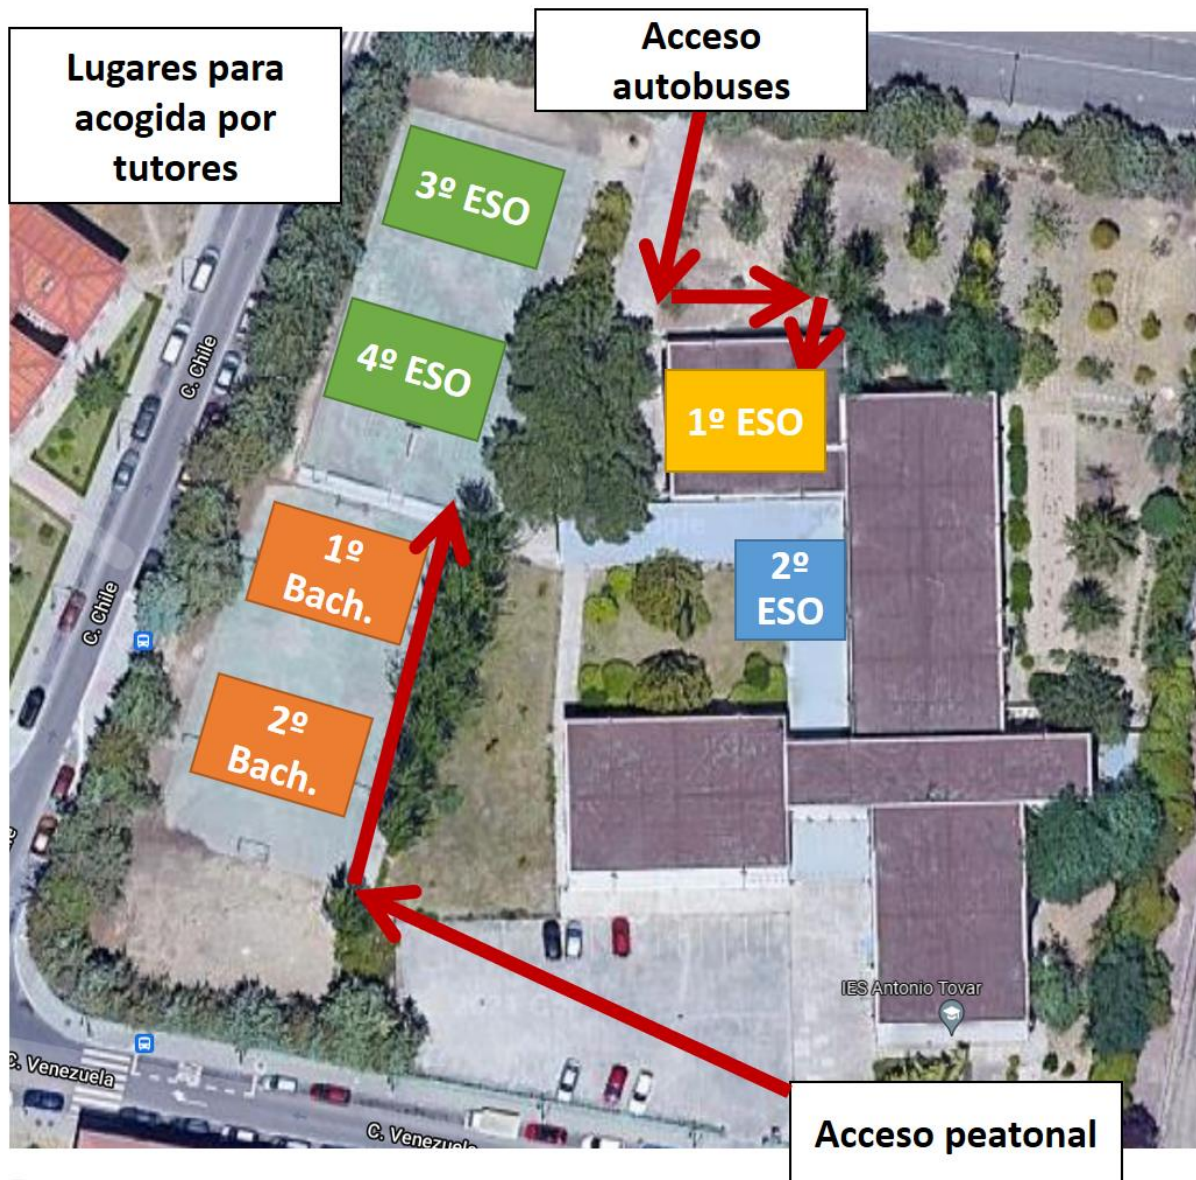 Lugares para
acogida por
tutores
Acceso
autobuses
3º ESO
4º ESO
C. Chile
1º ESO
1º
Bach.
2º
ESO
C. Chile
2º
Bach.
IES Antonio Tovar
C. Venezuela
C. Venezuela
Acceso peatonal